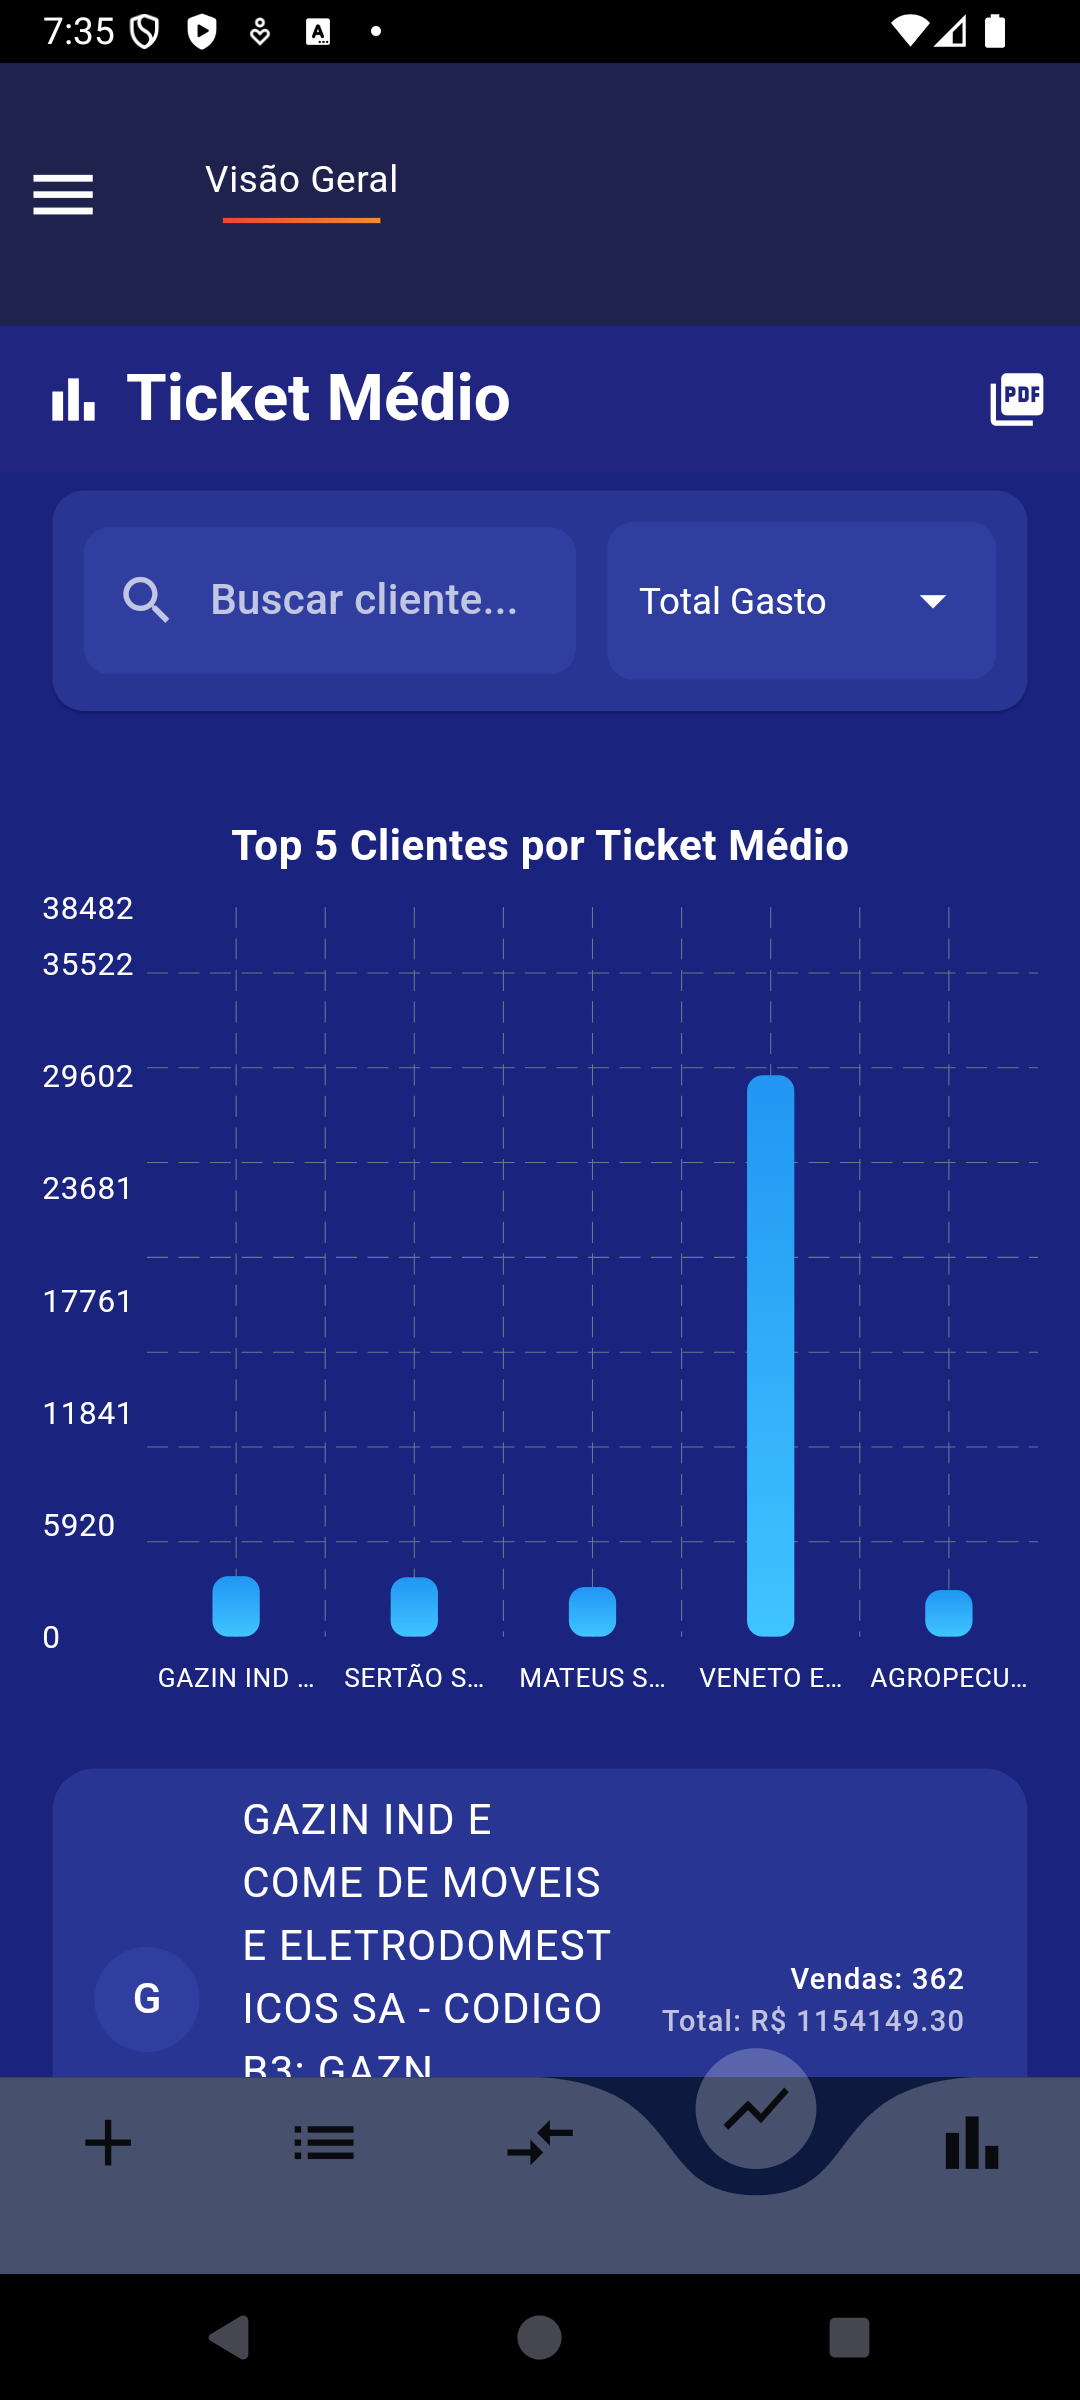 7:35
Visão Geral
Ticket Médio
PDF
Buscar cliente...
Total Gasto
Top 5 Clientes por Ticket Médio
38482
35522
29602
23681
17761
11841
5920
0
GAZIN IND ...
SERTÃO S...
MATEUS S...
VENETO E...
AGROPECU...
GAZIN IND E
COME DE MOVEIS
E ELETRODOMEST
ICOS SA - CODIGO
B3: GAZN
G
Vendas: 362
Total: R$ 1154149.30